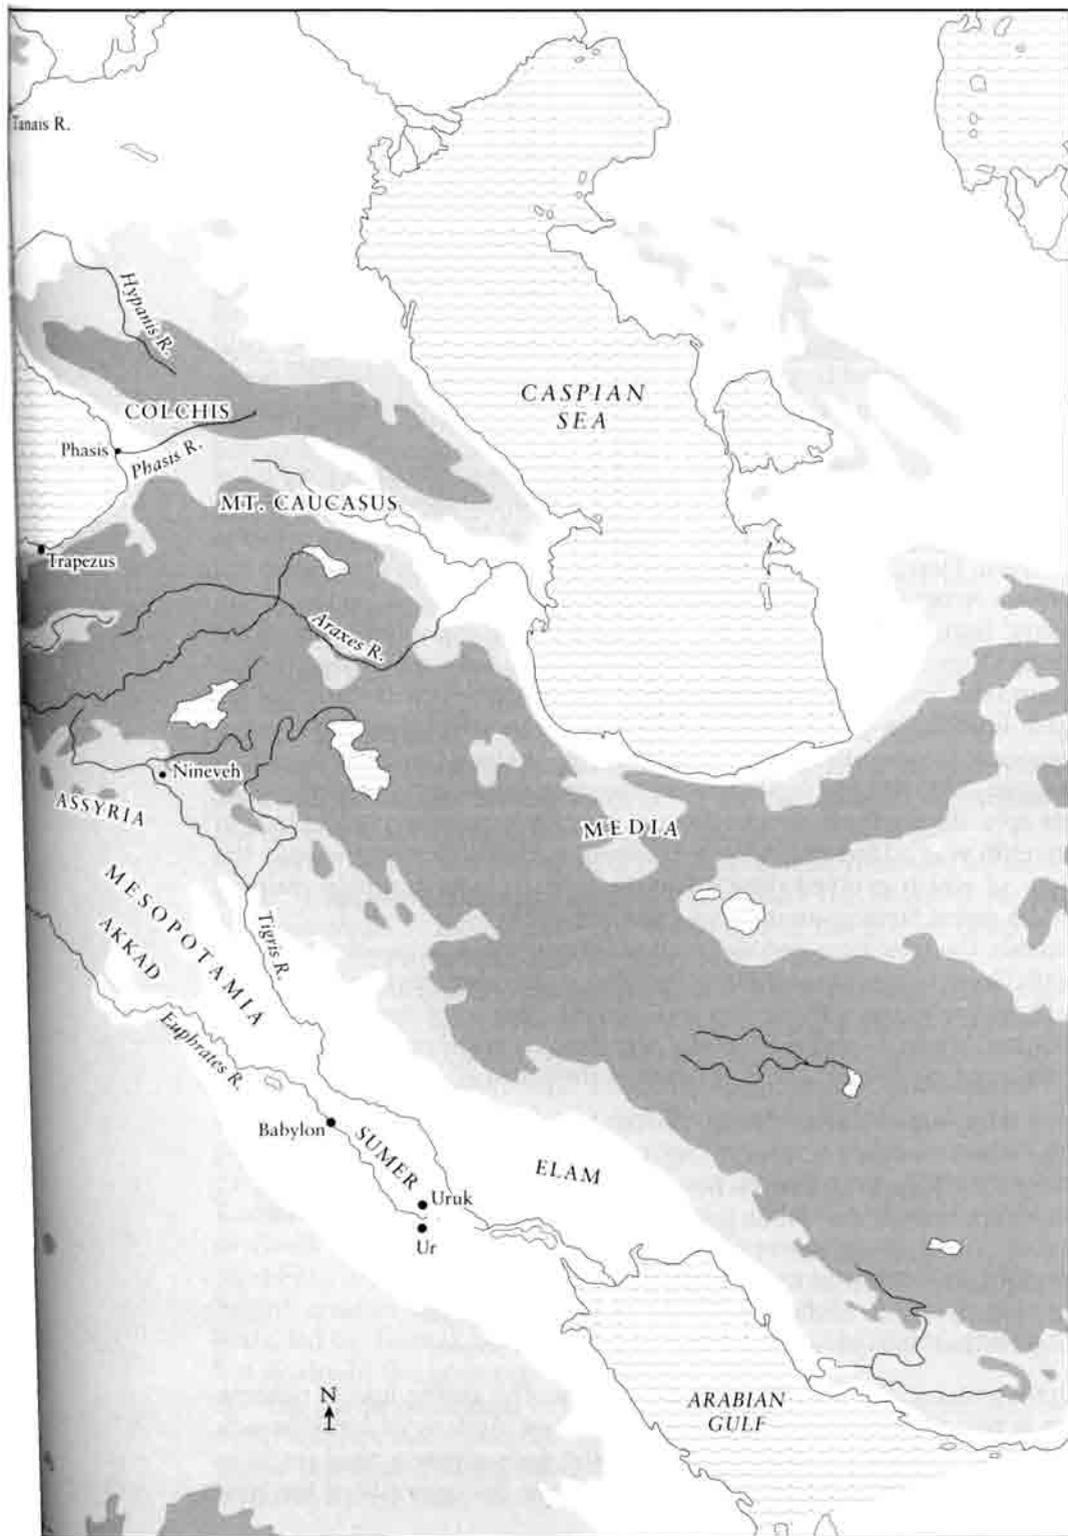 Tanais R.
Hypanis R.
CASPIAN
SEA
COLCHIS
Phasis
Phasis R.
MT. CAUCASUS
Trapezus
Araxes R.
Nineveh
ASSYRIA
MEDIA
MESOPOTAMIA
AKKAD
Tigris R.
Euphrates R.
Babylon
SUMER
ELAM
Uruk
Ur
N
ARABIAN
GULF